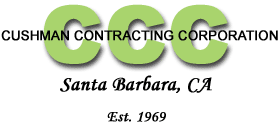 CCC
CUSHMAN CONTRACTING CORPORATION
Santa Barbara, CA
Est. 1969